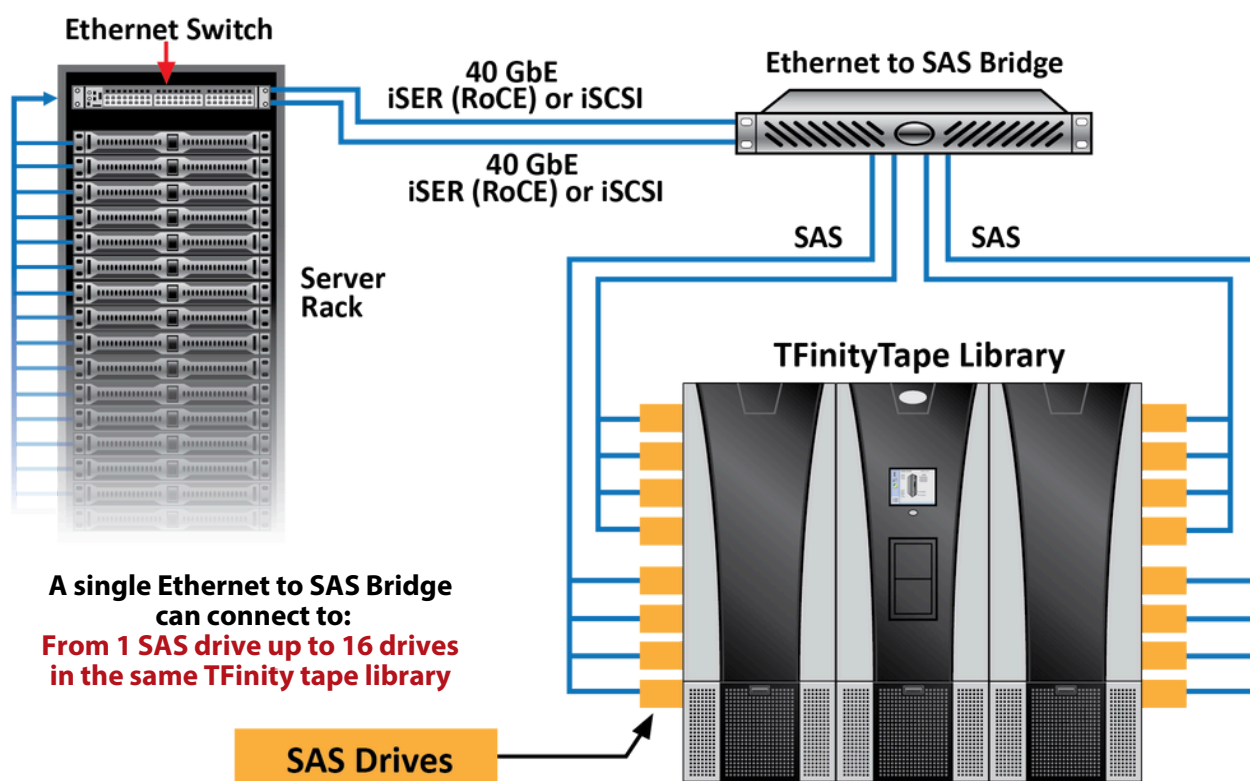 Ethernet Switch
40 GbE
iSER (RoCE) or iSCSI
Ethernet to SAS Bridge
40 GbE
iSER (RoCE) or iSCSI
SAS
SAS
Server
Rack
TFinityTape Library
A single Ethernet to SAS Bridge
can connect to:
From 1 SAS drive up to 16 drives
in the same TFinity tape library
SAS Drives